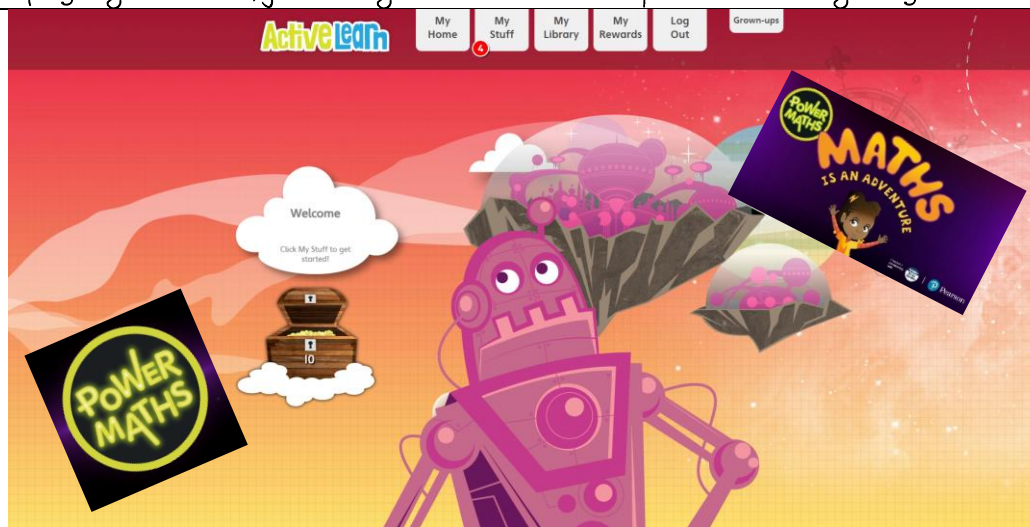 ActiveLearn
My Home
My Stuff
4
My Library
My Rewards
Log Out
Grown-ups
POWER MATHS
MATHS
IS AN ADVENTURE
Pearson
Welcome
Click My Stuff to get
started!
10
POWER
MATHS